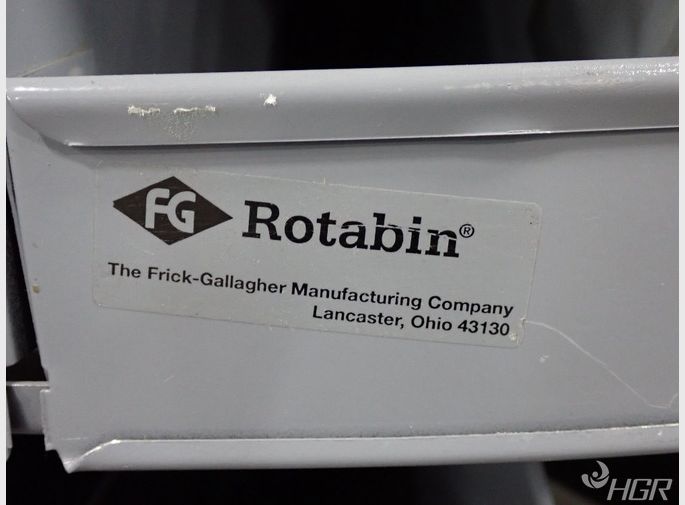 FG Rotabin®
The Frick-Gallagher Manufacturing Company
Lancaster, Ohio 43130
HGR